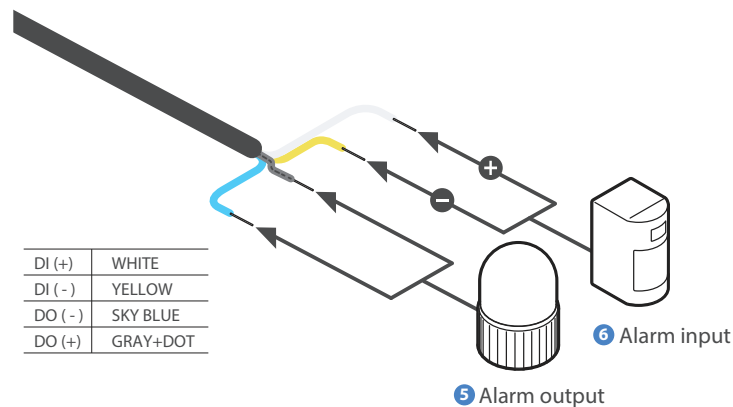 +
−
DI (+) WHITE
DI ( - ) YELLOW
DO ( - ) SKY BLUE
DO (+) GRAY+DOT
6 Alarm input
5 Alarm output